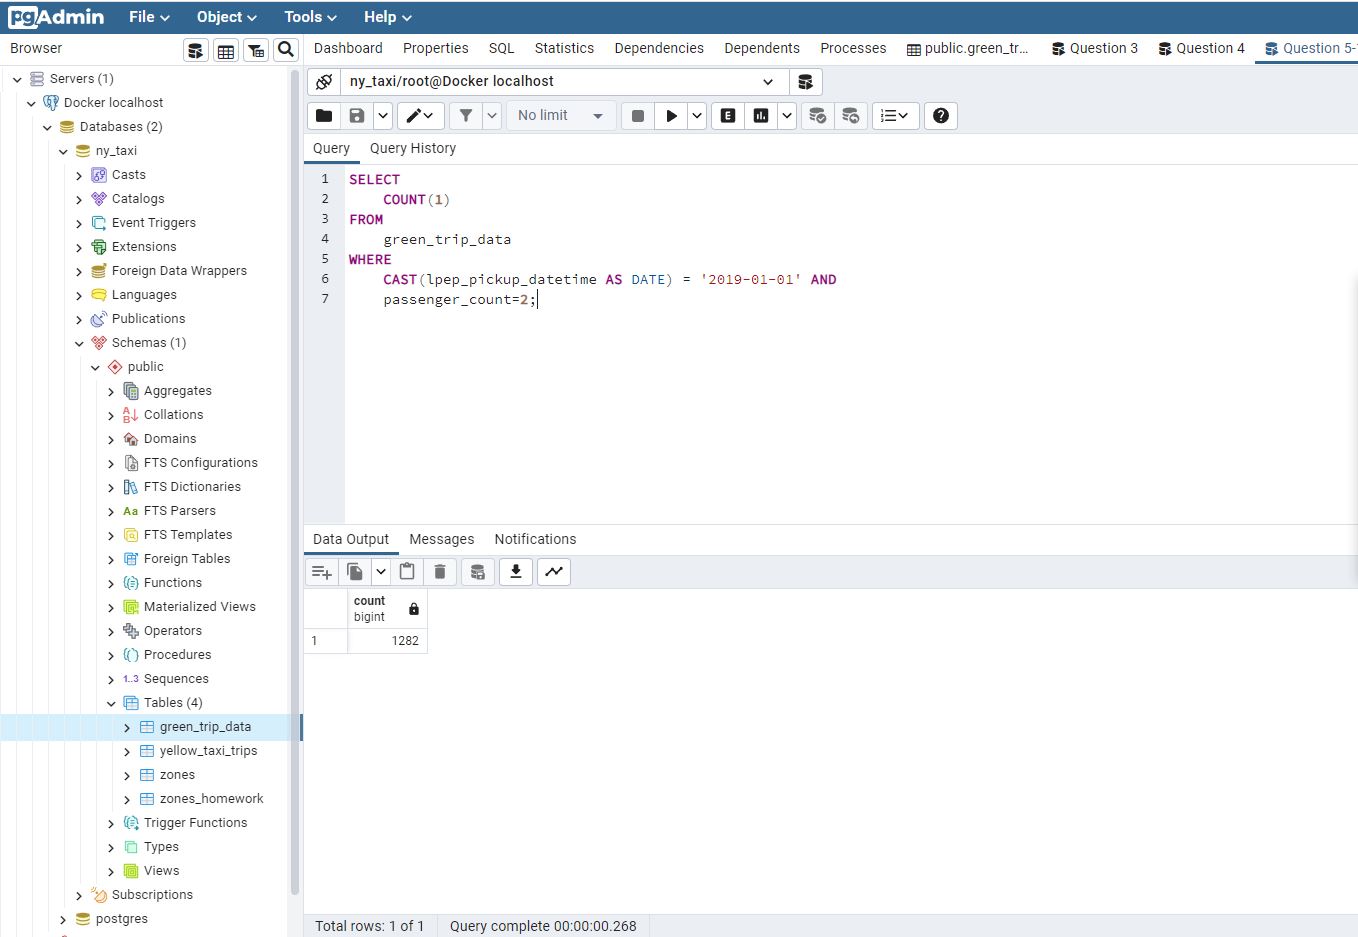 pgAdmin File Object Tools Help
Browser
Dashboard Properties SQL Statistics Dependencies Dependents Processes public.green_tr... Question 3 Question 4 Question 5-
Servers (1)
Docker localhost
Databases (2)
ny_taxi
Casts
Catalogs
Event Triggers
Extensions
Foreign Data Wrappers
Languages
Publications
Schemas (1)
public
Aggregates
Collations
Domains
FTS Configurations
FTS Dictionaries
Aa FTS Parsers
FTS Templates
Foreign Tables
Functions
Materialized Views
Operators
Procedures
1..3 Sequences
Tables (4)
green_trip_data
yellow_taxi_trips
zones
zones_homework
Trigger Functions
Types
Views
Subscriptions
postgres
ny_taxi/root@Docker localhost
No limit E
Query Query History
1 SELECT
2 COUNT(1)
3 FROM
4 green_trip_data
5 WHERE
6 CAST(lpep_pickup_datetime AS DATE) = '2019-01-01' AND
7 passenger_count=2;
Data Output Messages Notifications
count
bigint
1 1282
Total rows: 1 of 1 Query complete 00:00:00.268